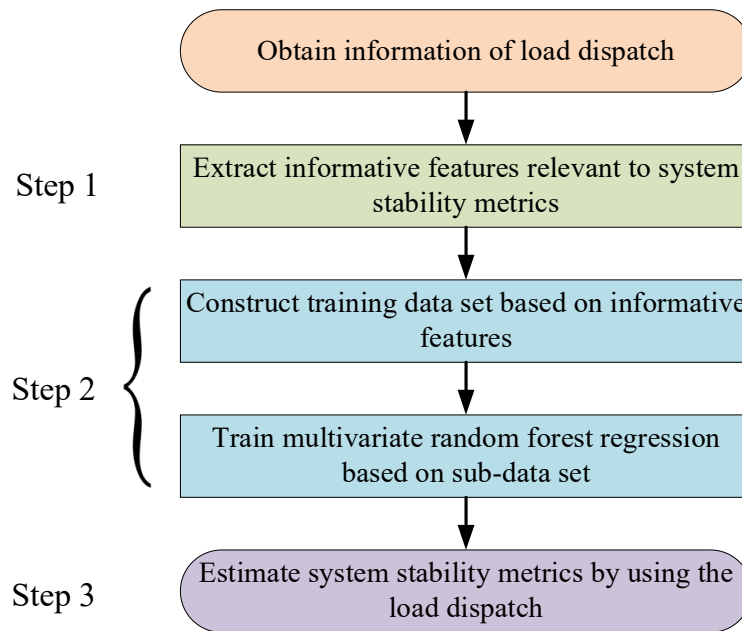 Obtain information of load dispatch
Step 1
Extract informative features relevant to system
stability metrics
Construct training data set based on informative
features
Step 2
Train multivariate random forest regression
based on sub-data set
Step 3
Estimate system stability metrics by using the
load dispatch